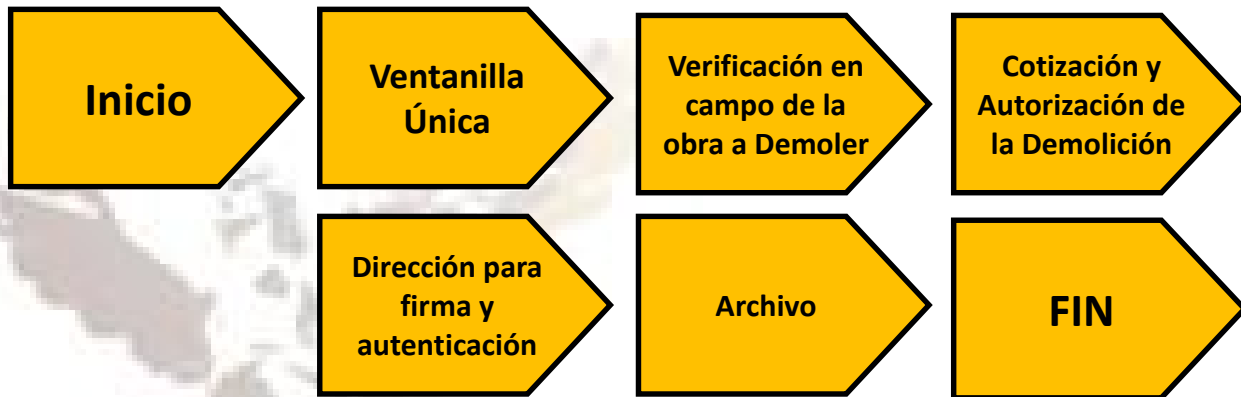 Inicio
Ventanilla
Única
Verificación en
campo de la
obra a Demoler
Cotización y
Autorización de
la Demolición
Dirección para
firma y
autenticación
Archivo
FIN